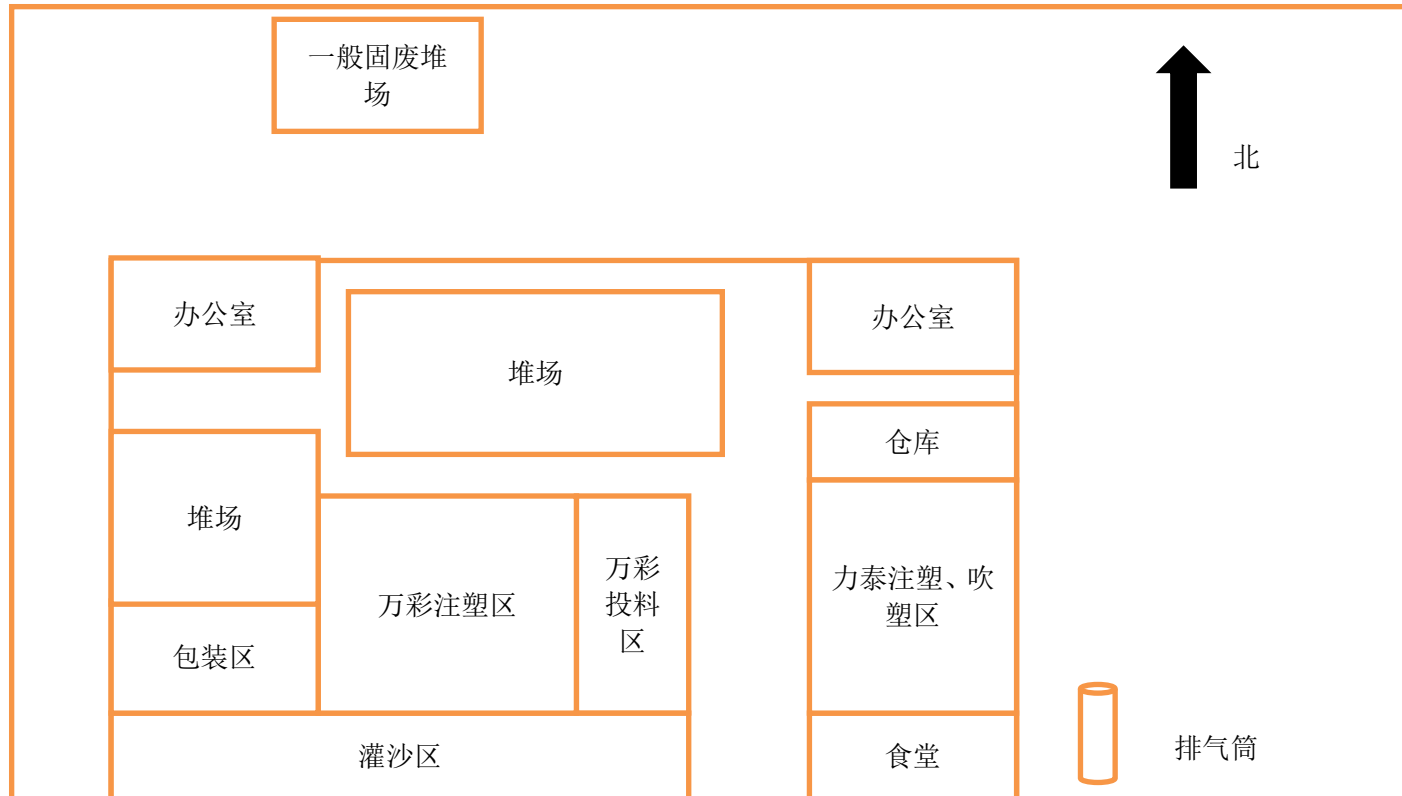 一般固废堆
场
北
办公室
办公室
堆场
仓库
堆场
万彩注塑区
万彩
投料
区
力泰注塑、吹
塑区
包装区
灌沙区
食堂
排气筒